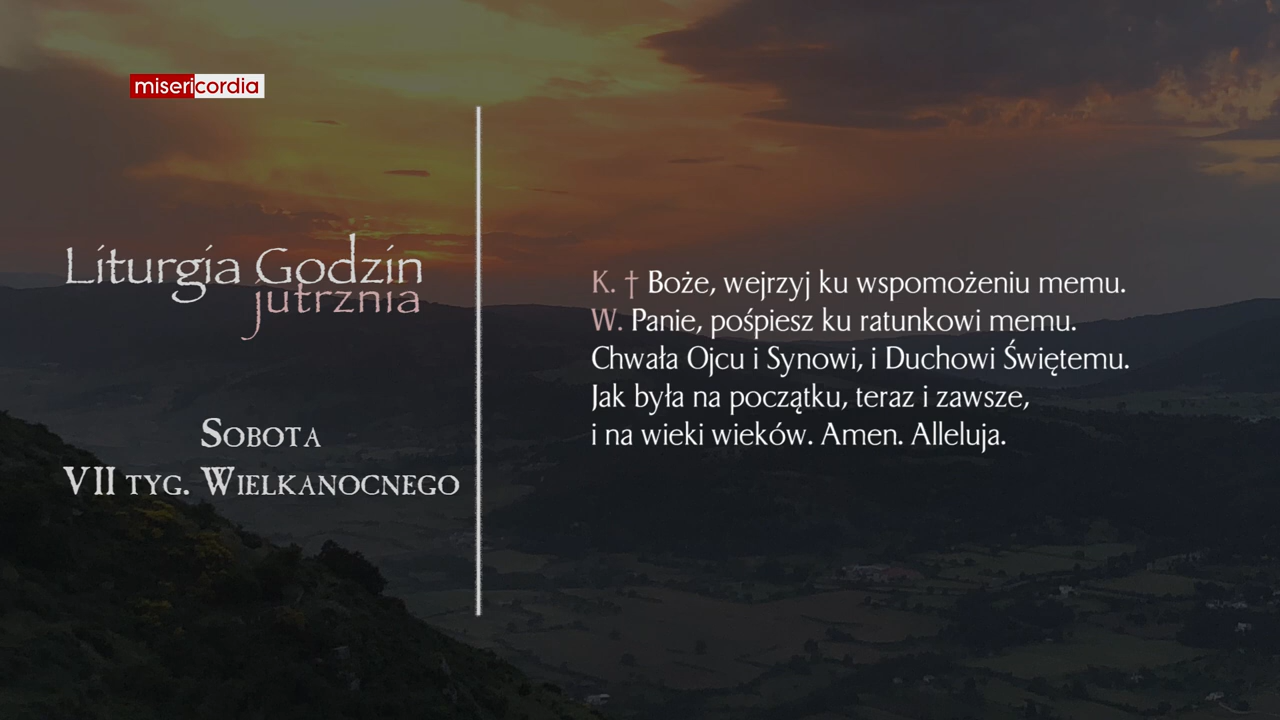 misericordia
Liturgia Godzin
jutrznia
Sobota
VII tyg. Wielkanocnego
K. † Boże, wejrzyj ku wspomożeniu memu.
W. Panie, pośpiesz ku ratunkowi memu.
Chwała Ojcu i Synowi, i Duchowi Świętemu.
Jak była na początku, teraz i zawsze,
i na wieki wieków. Amen. Alleluja.